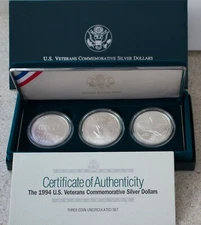 U.S. VETERANS COMMEMORATIVE SILVER DOLLARS
Certificate of Authenticity
The 1994 U.S. Veterans Commemorative Silver Dollars
THREE-COIN UNCIRCULATED SET